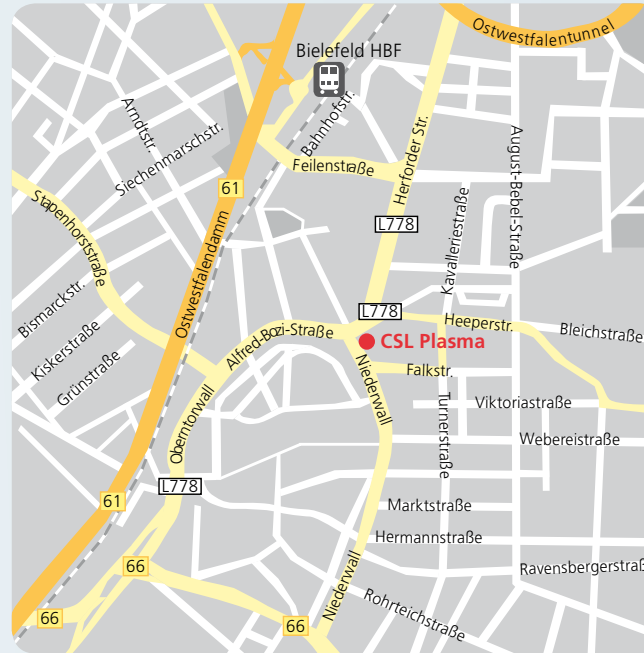 Ostwestfalentunnel
Bielefeld HBF
Arndtstr.
Bahnhofstr.
Siechenmarschstr.
Feilenstraße
Herforder Str.
August-Bebel-Straße
61
Stapenhorststraße
Kavalleriestraße
L778
Ostwestfalendamm
Bismarckstr.
L778
Heeperstr.
Bleichstraße
Alfred-Bozi-Straße
CSL Plasma
Kiskerstraße
Grünstraße
Niederwall
Falkstr.
Oberntorwall
Turnerstraße
Viktoriastraße
Webereistraße
L778
61
Marktstraße
Hermannstraße
66
Ravensbergerstraße
Niederwall
Rohrteichstraße
66
66